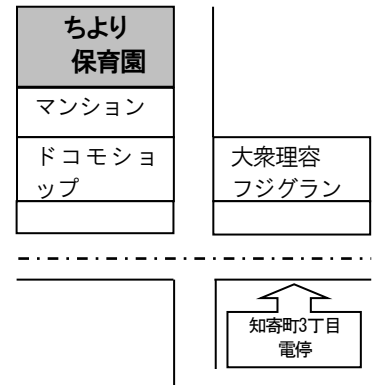 ちより
保育園
マンション
ドコモショ
ップ
大衆理容
フジグラン
知寄町3丁目
電停